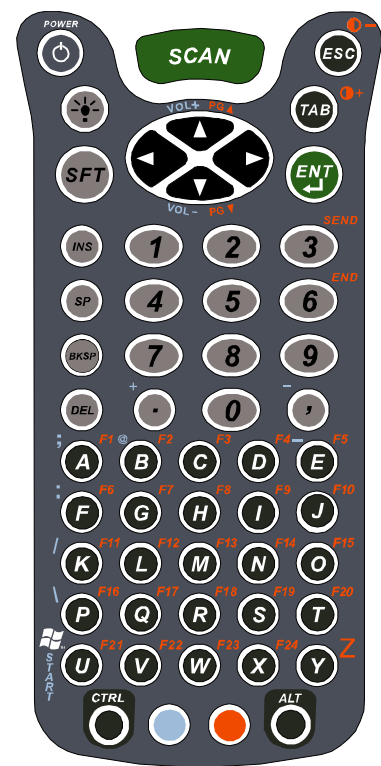 POWER
SCAN
ESC
TAB
VOL+ PG▲
SFT
ENT
VOL- PG▼
SEND
INS 1 2 3
END
SP 4 5 6
BKSP 7 8 9
+ -
DEL . 0 ,
; F1 @ F2 F3 F4 _ F5
A B C D E
: F6 F7 F8 F9 F10
F G H I J
/ F11 F12 F13 F14 F15
K L M N O
\ F16 F17 F18 F19 F20
P Q R S T
F21 F22 F23 F24 Z
START U V W X Y
CTRL ALT